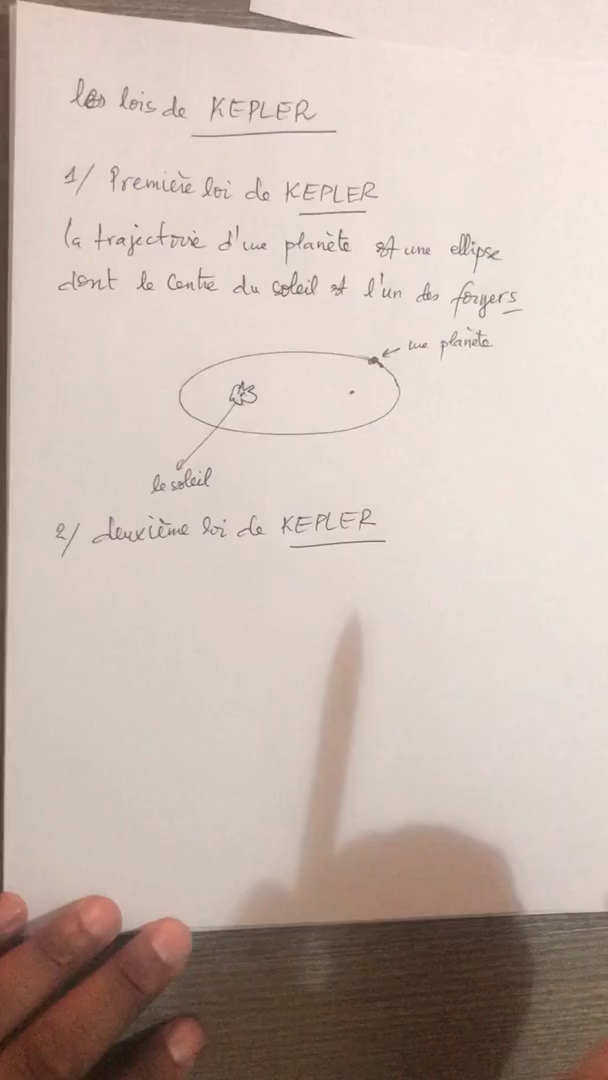 les lois de KEPLER
1/ Première loi de KEPLER
la trajectoire d'une planète est une ellipse
dont le Centre du soleil est l'un des foyers
une planète
le soleil
2/ deuxième loi de KEPLER